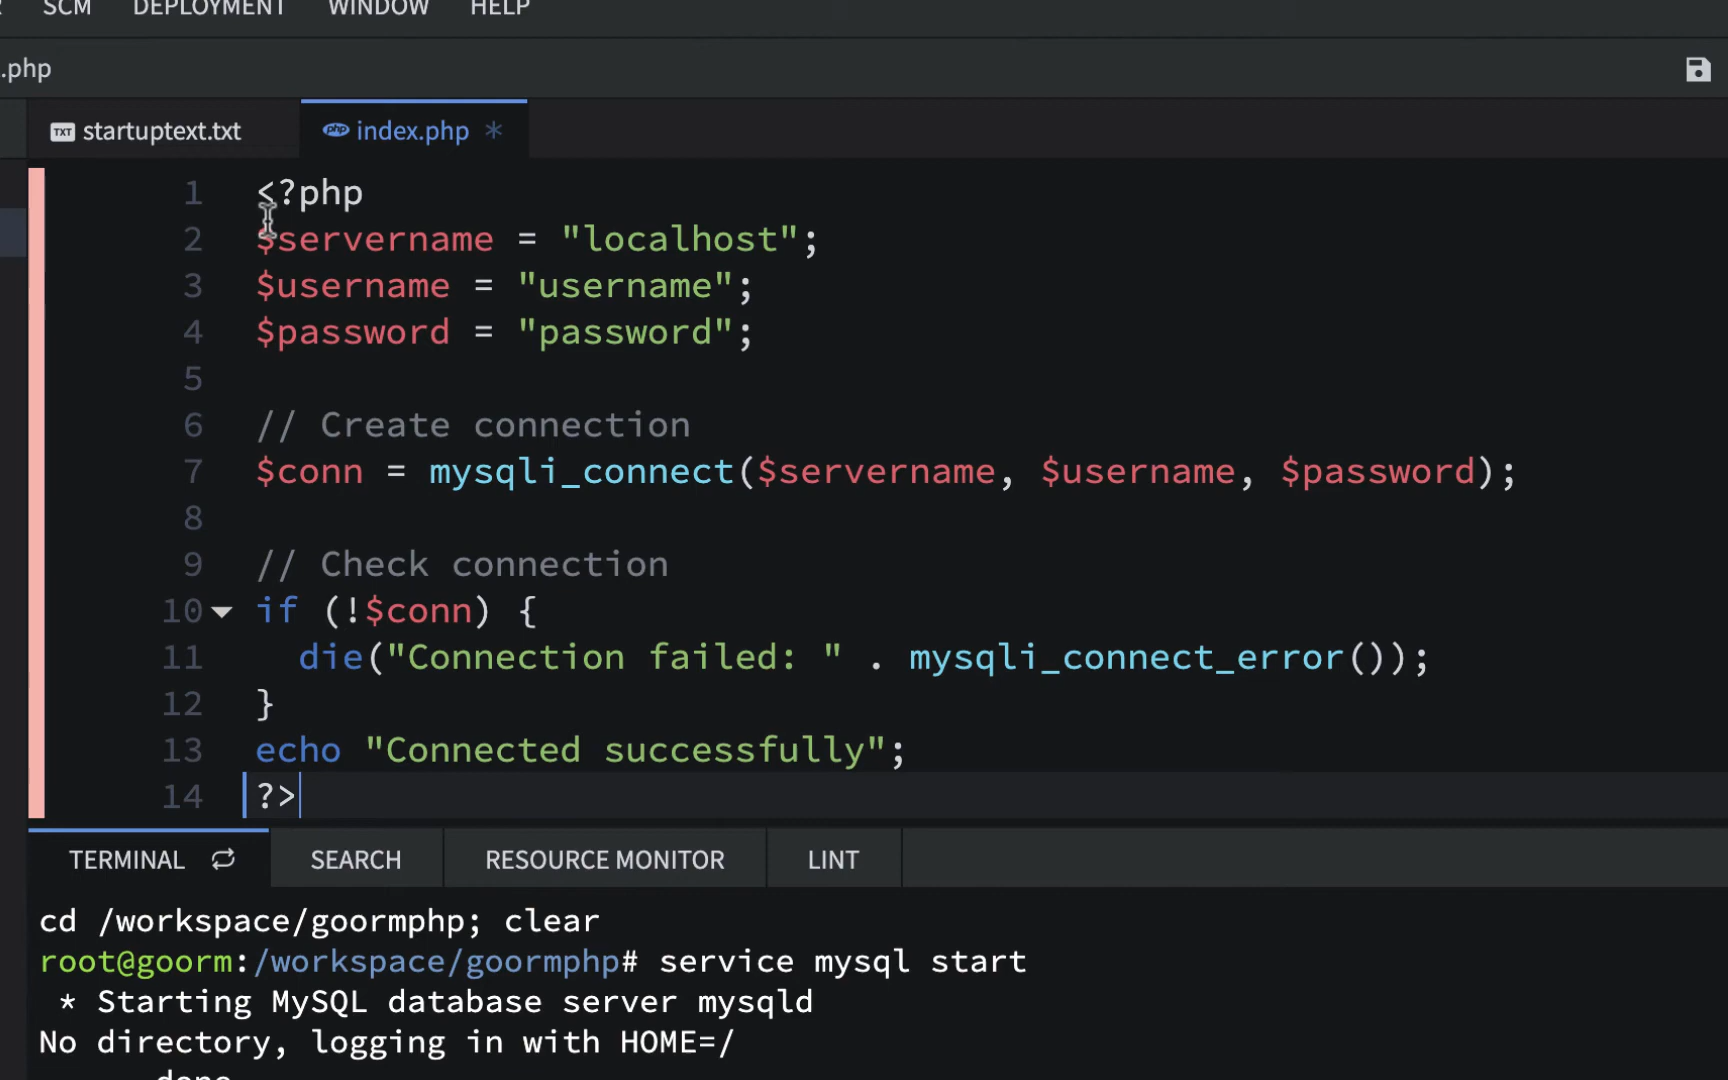 SCM DEPLOYMENT WINDOW HELP
.php
TXT startuptext.txt php index.php *
1 <?php
2 $servername = "localhost";
3 $username = "username";
4 $password = "password";
5
6 // Create connection
7 $conn = mysqli_connect($servername, $username, $password);
8
9 // Check connection
10 if (!$conn) {
11 die("Connection failed: " . mysqli_connect_error());
12 }
13 echo "Connected successfully";
14 ?>
TERMINAL SEARCH RESOURCE MONITOR LINT
cd /workspace/goormphp; clear
root@goorm:/workspace/goormphp# service mysql start
* Starting MySQL database server mysqld
No directory, logging in with HOME=/